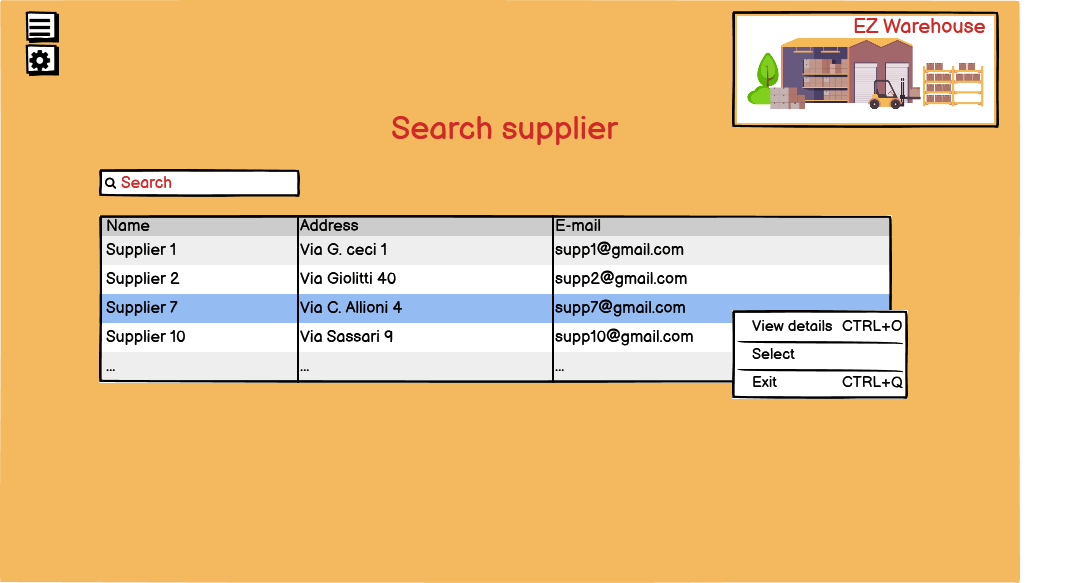 EZ Warehouse
Search supplier
Search
Name Address E-mail
Supplier 1 Via G. ceci 1 supp1@gmail.com
Supplier 2 Via Giolitti 40 supp2@gmail.com
Supplier 7 Via C. Allioni 4 supp7@gmail.com
Supplier 10 Via Sassari 9 supp10@gmail.com
... ... ...
View details CTRL+O
Select
Exit CTRL+Q